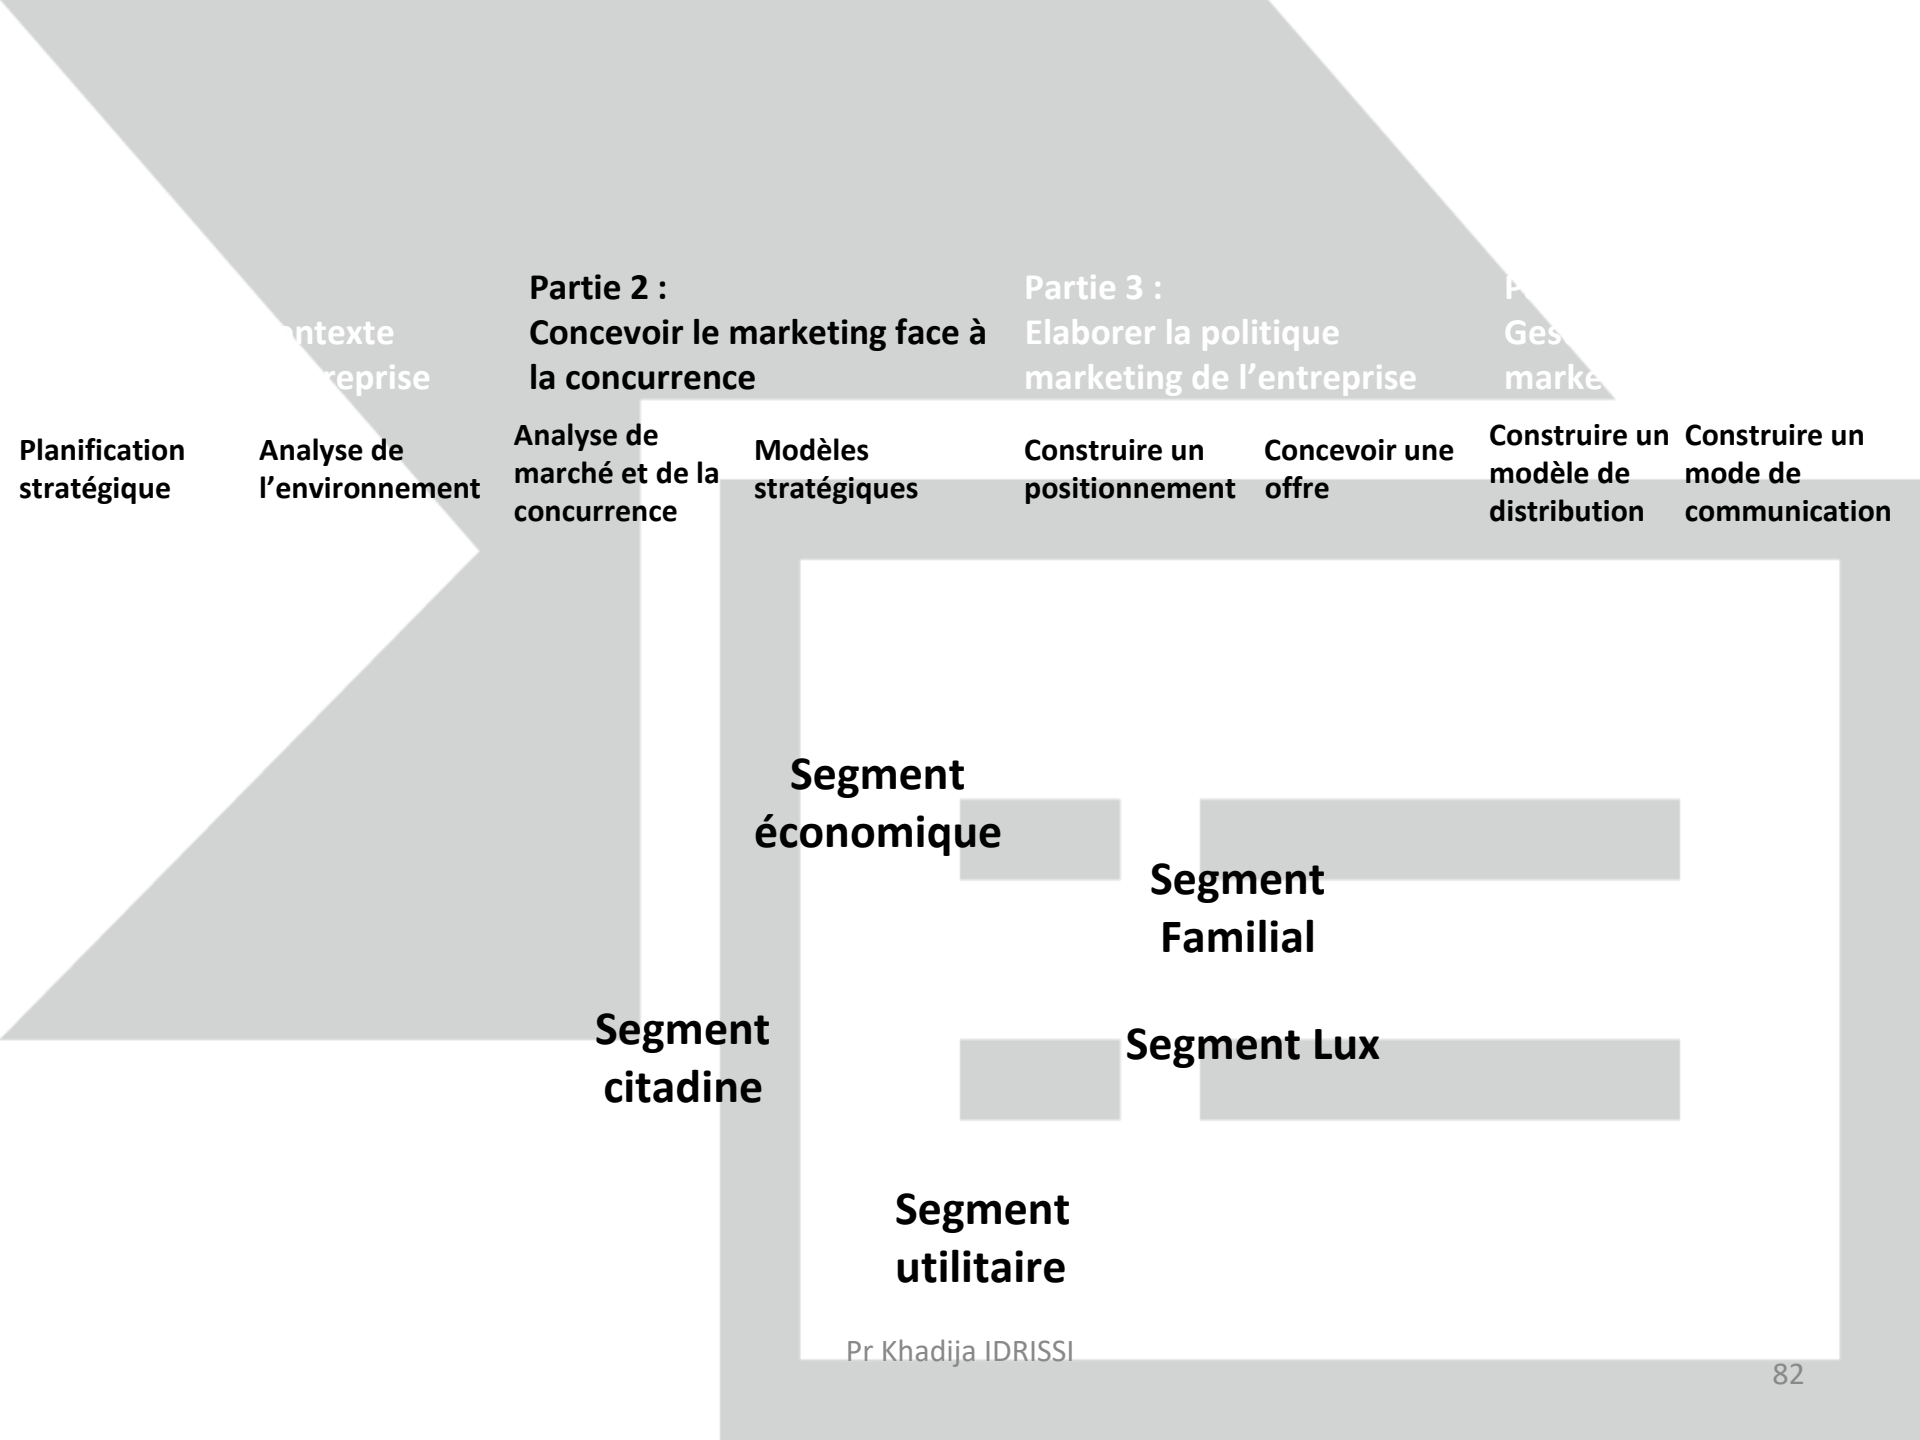 Partie 2 :
Concevoir le marketing face à
la concurrence
Partie 3 :
Elaborer la politique
marketing de l’entreprise
Planification
stratégique
Analyse de
l’environnement
Analyse de
marché et de la
concurrence
Modèles
stratégiques
Construire un
positionnement
Concevoir une
offre
Construire un
modèle de
distribution
Construire un
mode de
communication
Segment
économique
Segment
Familial
Segment
citadine
Segment Lux
Segment
utilitaire
Pr Khadija IDRISSI
82